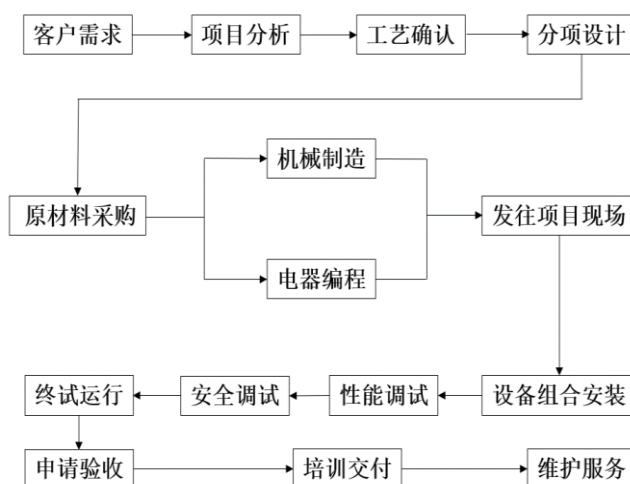 客户需求
项目分析
工艺确认
分项设计
原材料采购
机械制造
电器编程
发往项目现场
设备组合安装
性能调试
安全调试
终试运行
申请验收
培训交付
维护服务